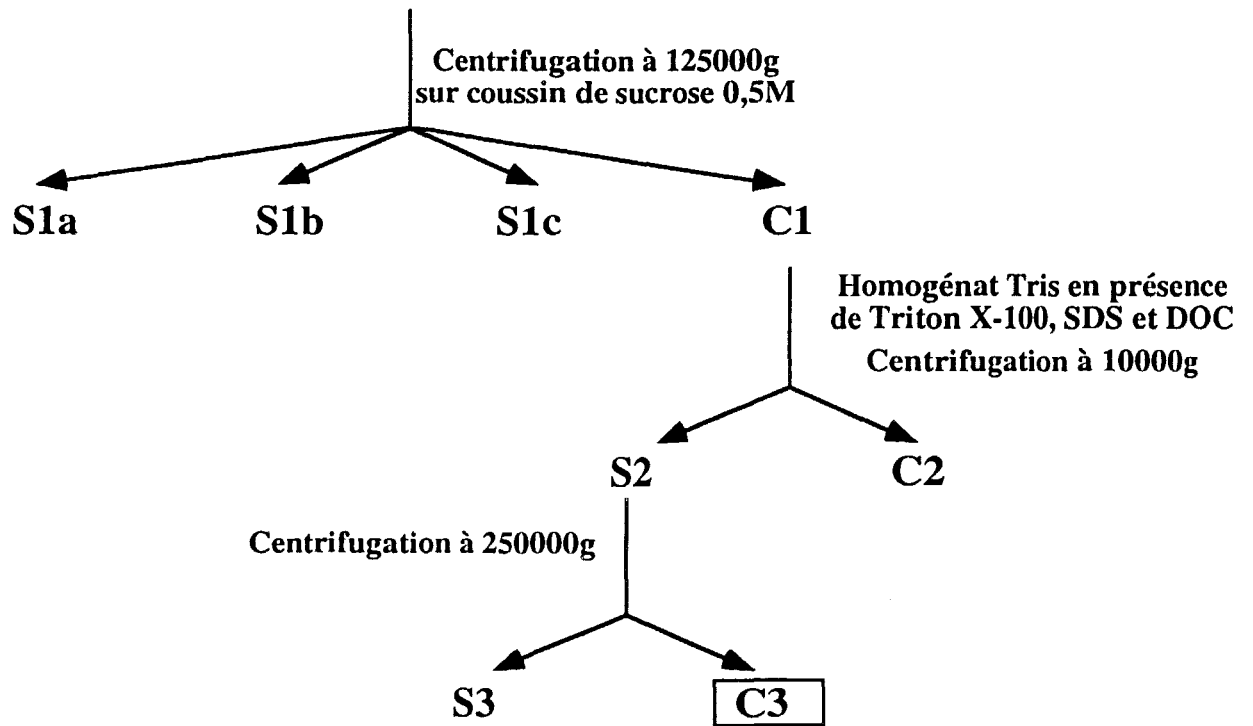 Centrifugation à 125000g
sur coussin de sucrose 0,5M
S1a S1b S1c C1
Homogénat Tris en présence
de Triton X-100, SDS et DOC
Centrifugation à 10000g
S2 C2
Centrifugation à 250000g
S3 C3